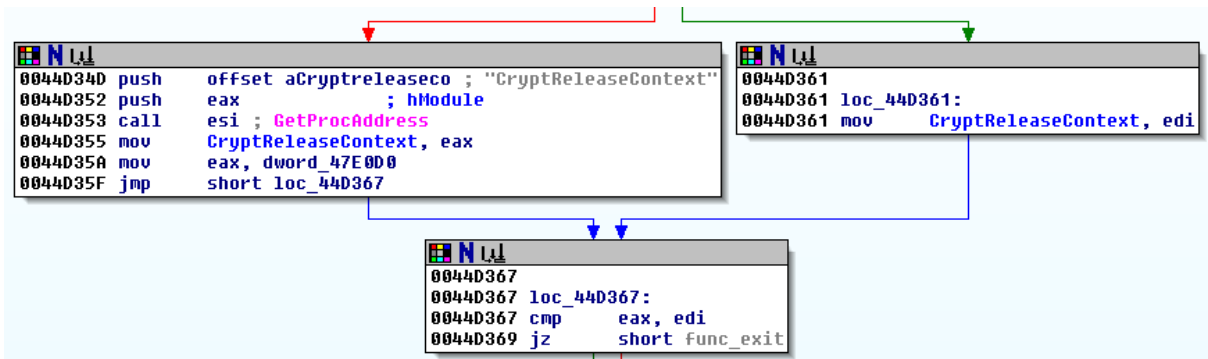 0044D34D push    offset aCryptreleaseco ; "CryptReleaseContext"
0044D352 push    eax             ; hModule
0044D353 call    esi ; GetProcAddress
0044D355 mov     CryptReleaseContext, eax
0044D35A mov     eax, dword_47E0D0
0044D35F jmp     short loc_44D367
0044D361
0044D361 loc_44D361:
0044D361 mov     CryptReleaseContext, edi
0044D367
0044D367 loc_44D367:
0044D367 cmp     eax, edi
0044D369 jz      short func_exit